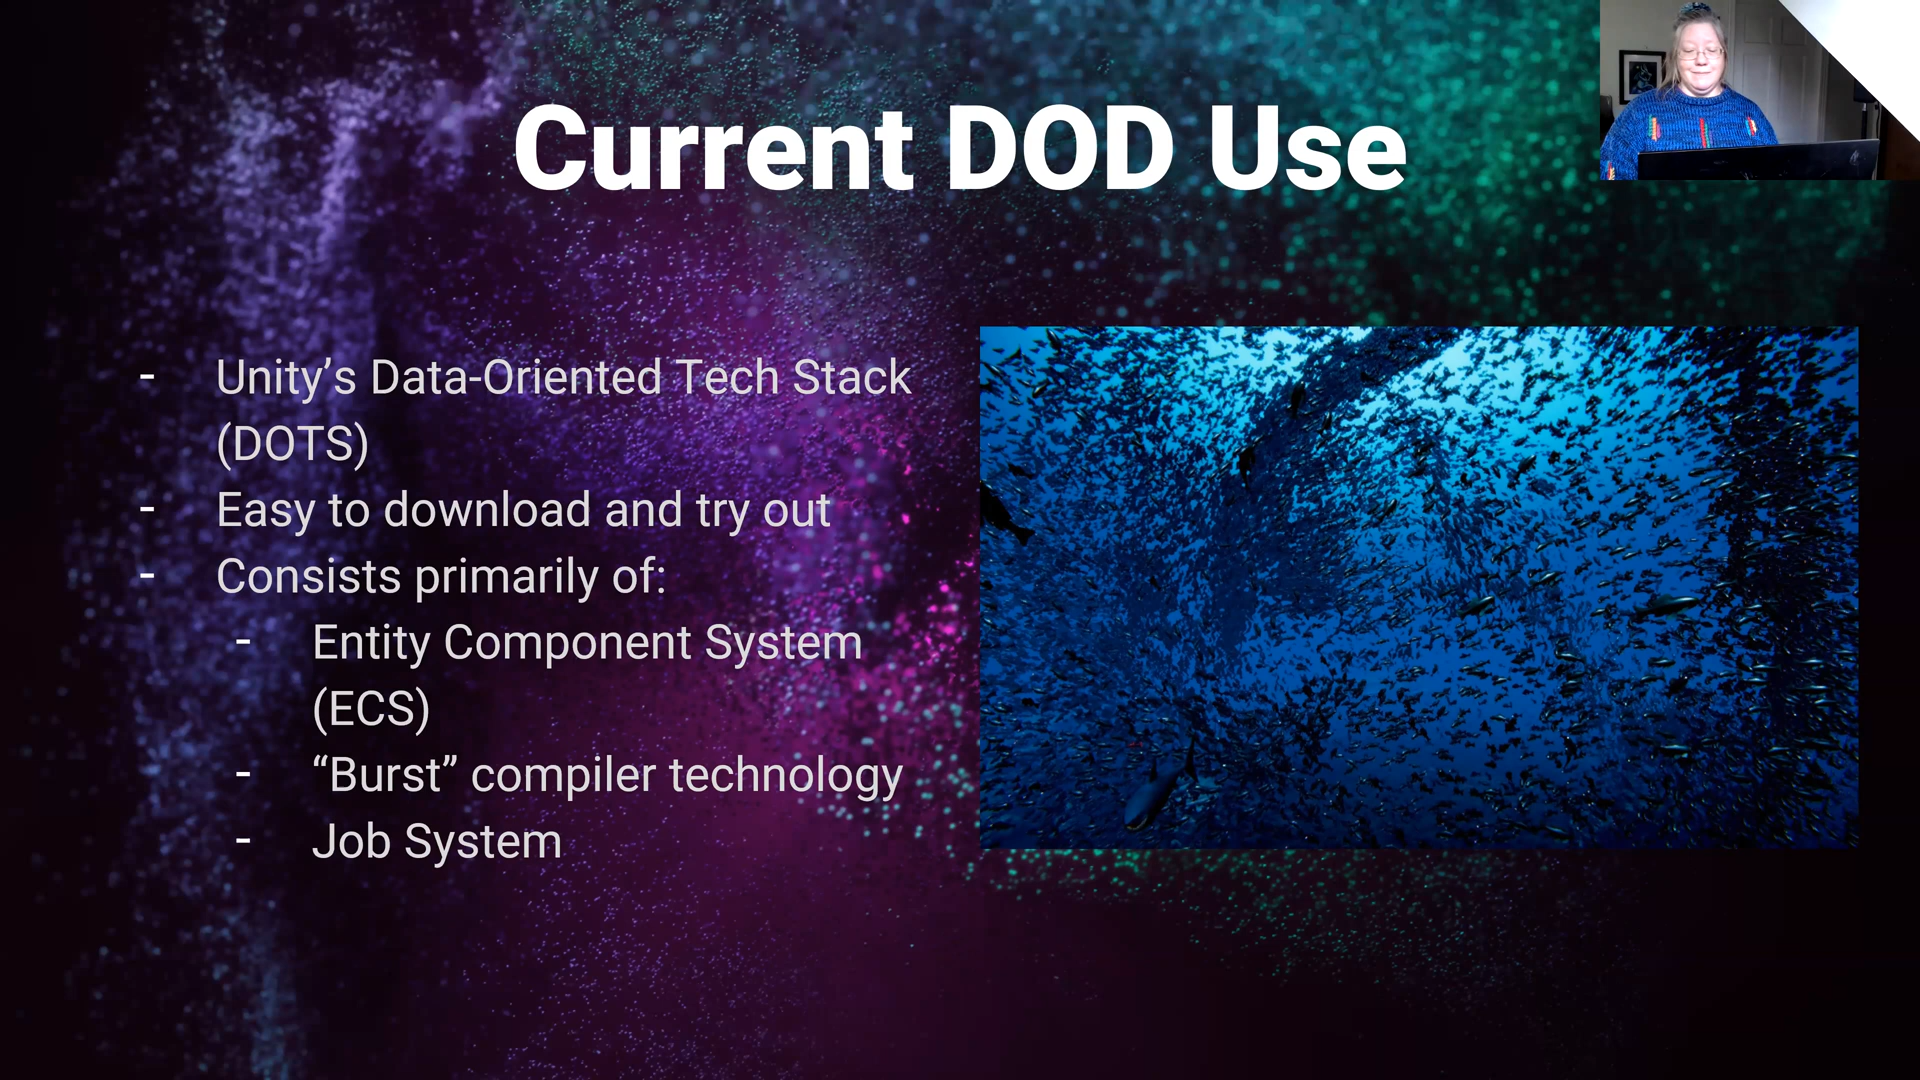 Current DOD Use
- Unity’s Data-Oriented Tech Stack
(DOTS)
- Easy to download and try out
- Consists primarily of:
- Entity Component System
(ECS)
- “Burst” compiler technology
- Job System